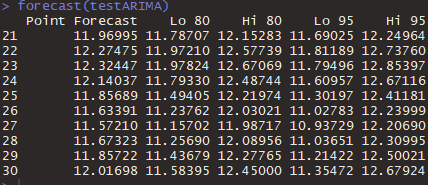 > forecast(testARIMA)
Point Forecast Lo 80 Hi 80 Lo 95 Hi 95
21 11.96995 11.78707 12.15283 11.69025 12.24964
22 12.27475 11.97210 12.57739 11.81189 12.73760
23 12.32447 11.97824 12.67069 11.79496 12.85397
24 12.14037 11.79330 12.48744 11.60956 12.67116
25 11.85689 11.49405 12.21974 11.30197 12.41181
26 11.63391 11.23762 12.03021 11.02783 12.23999
27 11.57210 11.15702 11.98717 10.93729 12.20690
28 11.67323 11.25690 12.08956 11.03651 12.30995
29 11.85722 11.43679 12.27765 11.21422 12.50021
30 12.01698 11.58395 12.45000 11.35472 12.67924
>